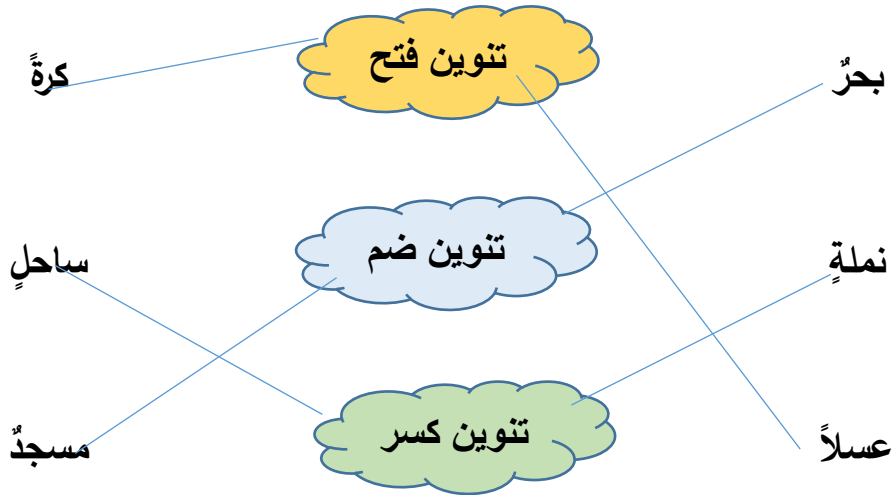 بحرٌ
تنوين فتح
كرةً
نملةٍ
تنوين ضم
ساحلٍ
عسلاً
تنوين كسر
مسجدٌ